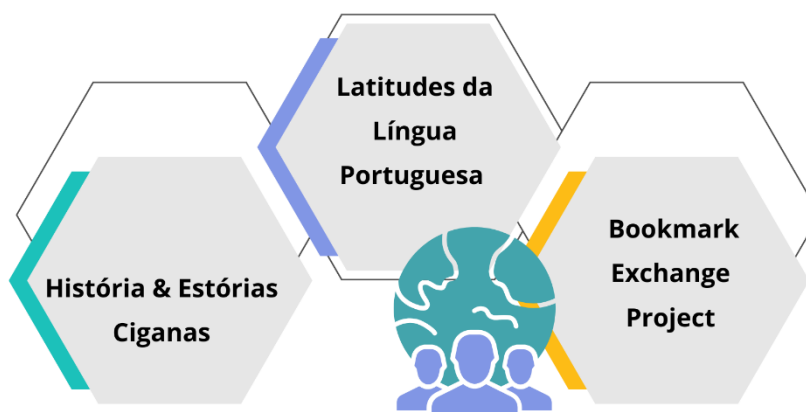 História & Estórias
Ciganas
Latitudes da
Língua
Portuguesa
Bookmark
Exchange
Project